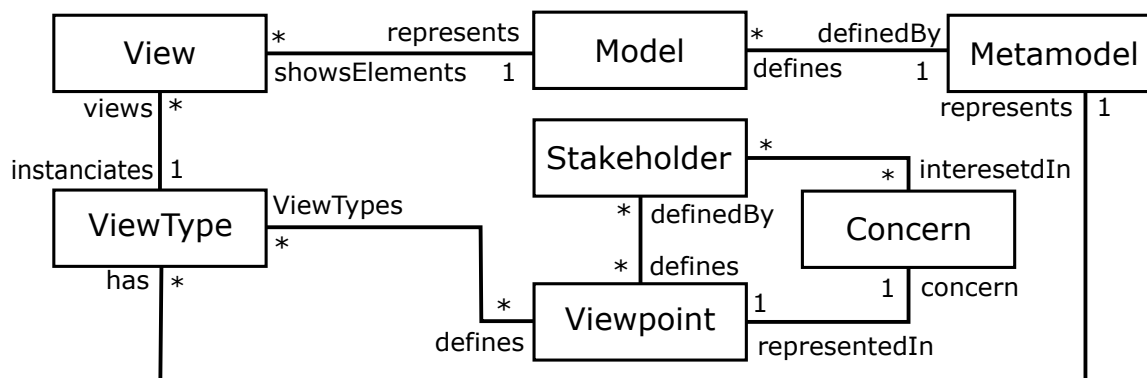 View
*
represents
showsElements
1
Model
*
definedBy
defines
1
Metamodel
views
*
represents
1
Stakeholder
*
*
interesetdIn
instanciates
1
ViewType
ViewTypes
*
*
definedBy
Concern
has
*
*
defines
1
concern
*
defines
Viewpoint
1
representedIn